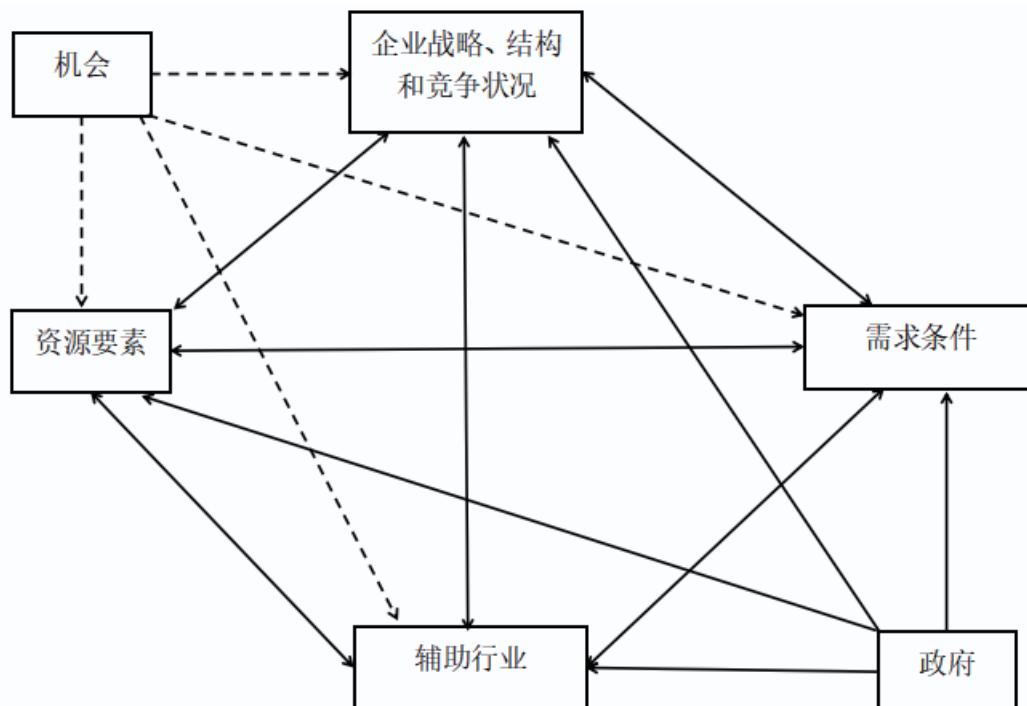 机会
企业战略、结构
和竞争状况
资源要素
需求条件
辅助行业
政府